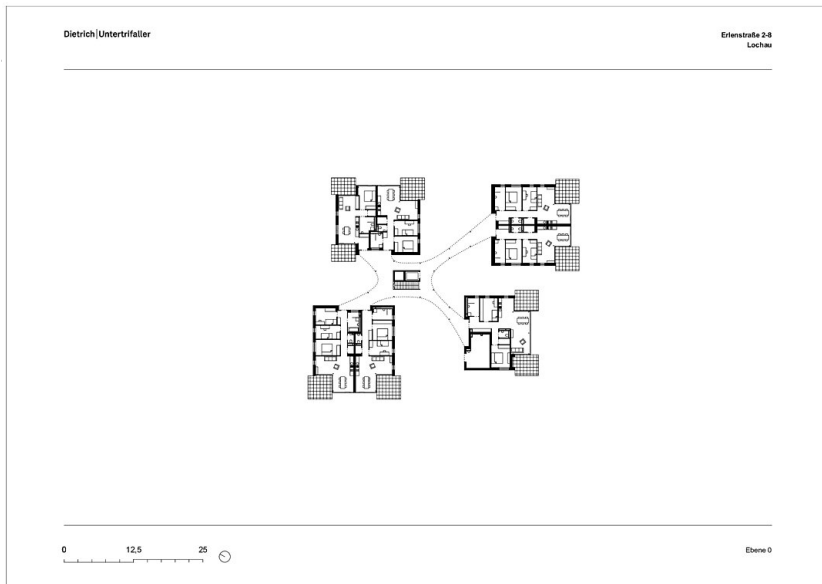 Dietrich|Untertrifaller
Erlenstraße 2-8
Lochau
0 12,5 25
Ebene 0